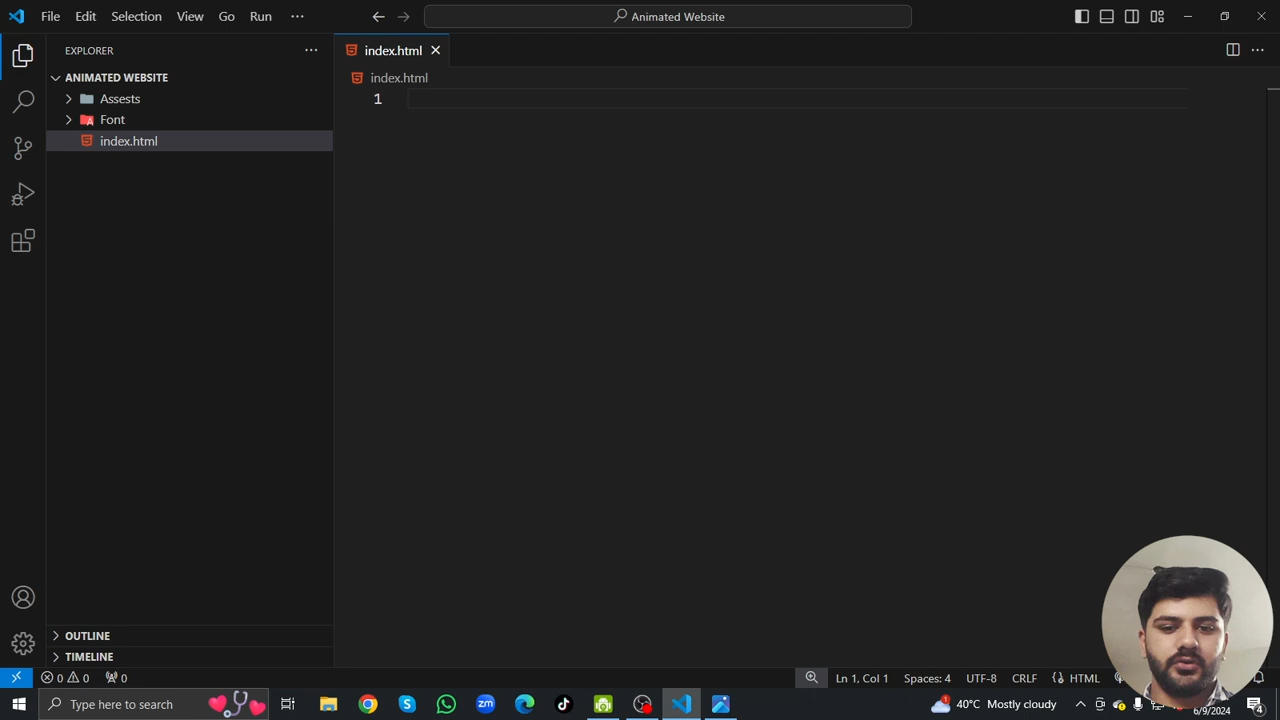 File Edit Selection View Go Run ···
Animated Website
EXPLORER ···
index.html
index.html
ANIMATED WEBSITE
Assests
Font
index.html
1
OUTLINE
TIMELINE
0 0 0
Ln 1, Col 1 Spaces: 4 UTF-8 CRLF HTML
Type here to search
40°C Mostly cloudy
6/9/2024